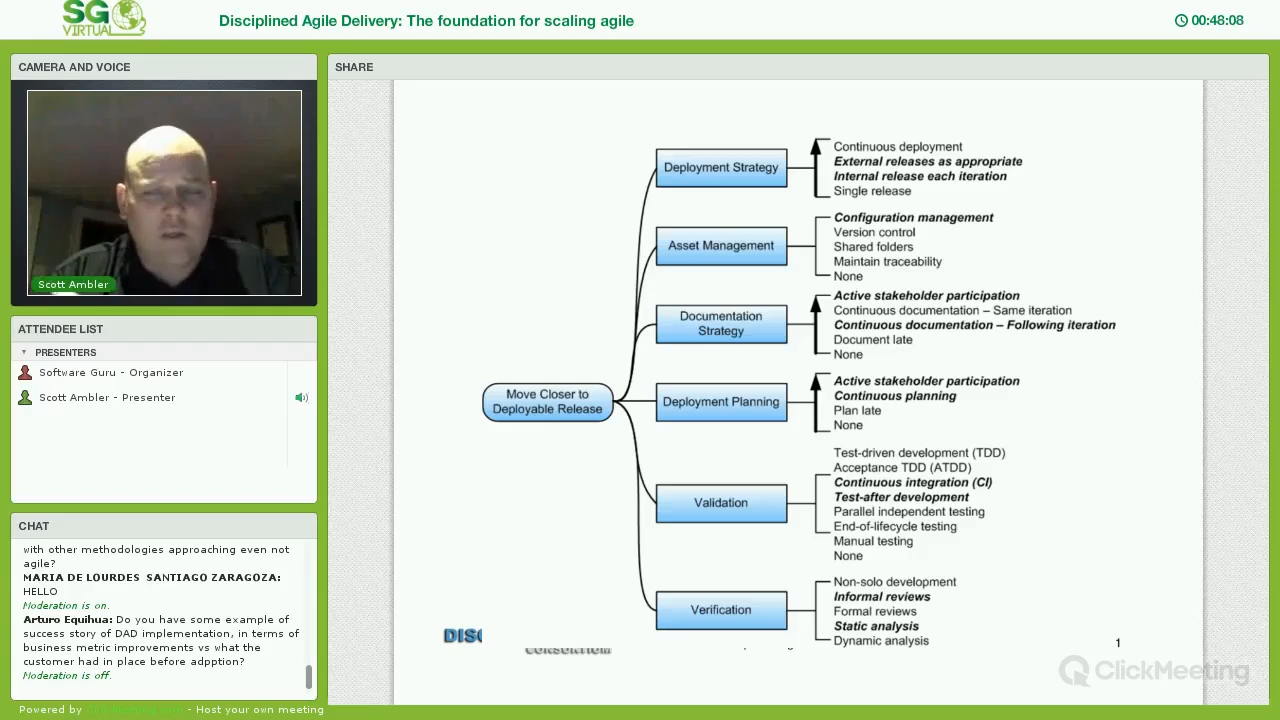 SG
VIRTUAL
Disciplined Agile Delivery: The foundation for scaling agile
00:48:08
CAMERA AND VOICE
Scott Ambler
ATTENDEE LIST
PRESENTERS
Software Guru - Organizer
Scott Ambler - Presenter
CHAT
with other methodologies approaching even not
agile?
MARIA DE LOURDES SANTIAGO ZARAGOZA:
HELLO
Moderation is on.
Arturo Equihua: Do you have some example of
success story of DAD implementation, in terms of
business metric improvements vs what the
customer had in place before adpption?
Moderation is off.
Powered by ClickMeeting.com - Host your own meeting
SHARE
Move Closer to
Deployable Release
Deployment Strategy
Continuous deployment
External releases as appropriate
Internal release each iteration
Single release
Asset Management
Configuration management
Version control
Shared folders
Maintain traceability
None
Documentation
Strategy
Active stakeholder participation
Continuous documentation – Same iteration
Continuous documentation – Following iteration
Document late
None
Deployment Planning
Active stakeholder participation
Continuous planning
Plan late
None
Validation
Test-driven development (TDD)
Acceptance TDD (ATDD)
Continuous integration (CI)
Test-after development
Parallel independent testing
End-of-lifecycle testing
Manual testing
None
Verification
Non-solo development
Informal reviews
Formal reviews
Static analysis
Dynamic analysis
DISC
CONSORTIUM
1
ClickMeeting